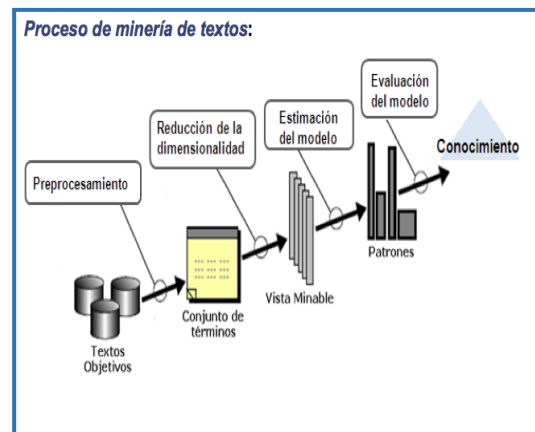 Proceso de minería de textos:
Evaluación
del modelo
Estimación
del modelo
Reducción de la
dimensionalidad
Preprocesamiento
Conocimiento
Patrones
Vista Minable
Conjunto de
términos
Textos
Objetivos